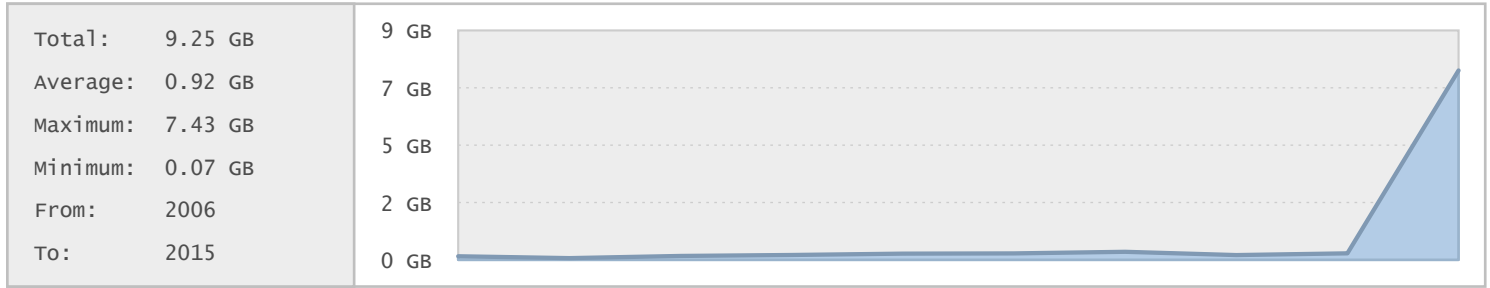 Total: 9.25 GB
Average: 0.92 GB
Maximum: 7.43 GB
Minimum: 0.07 GB
From: 2006
To: 2015
9 GB
7 GB
5 GB
2 GB
0 GB